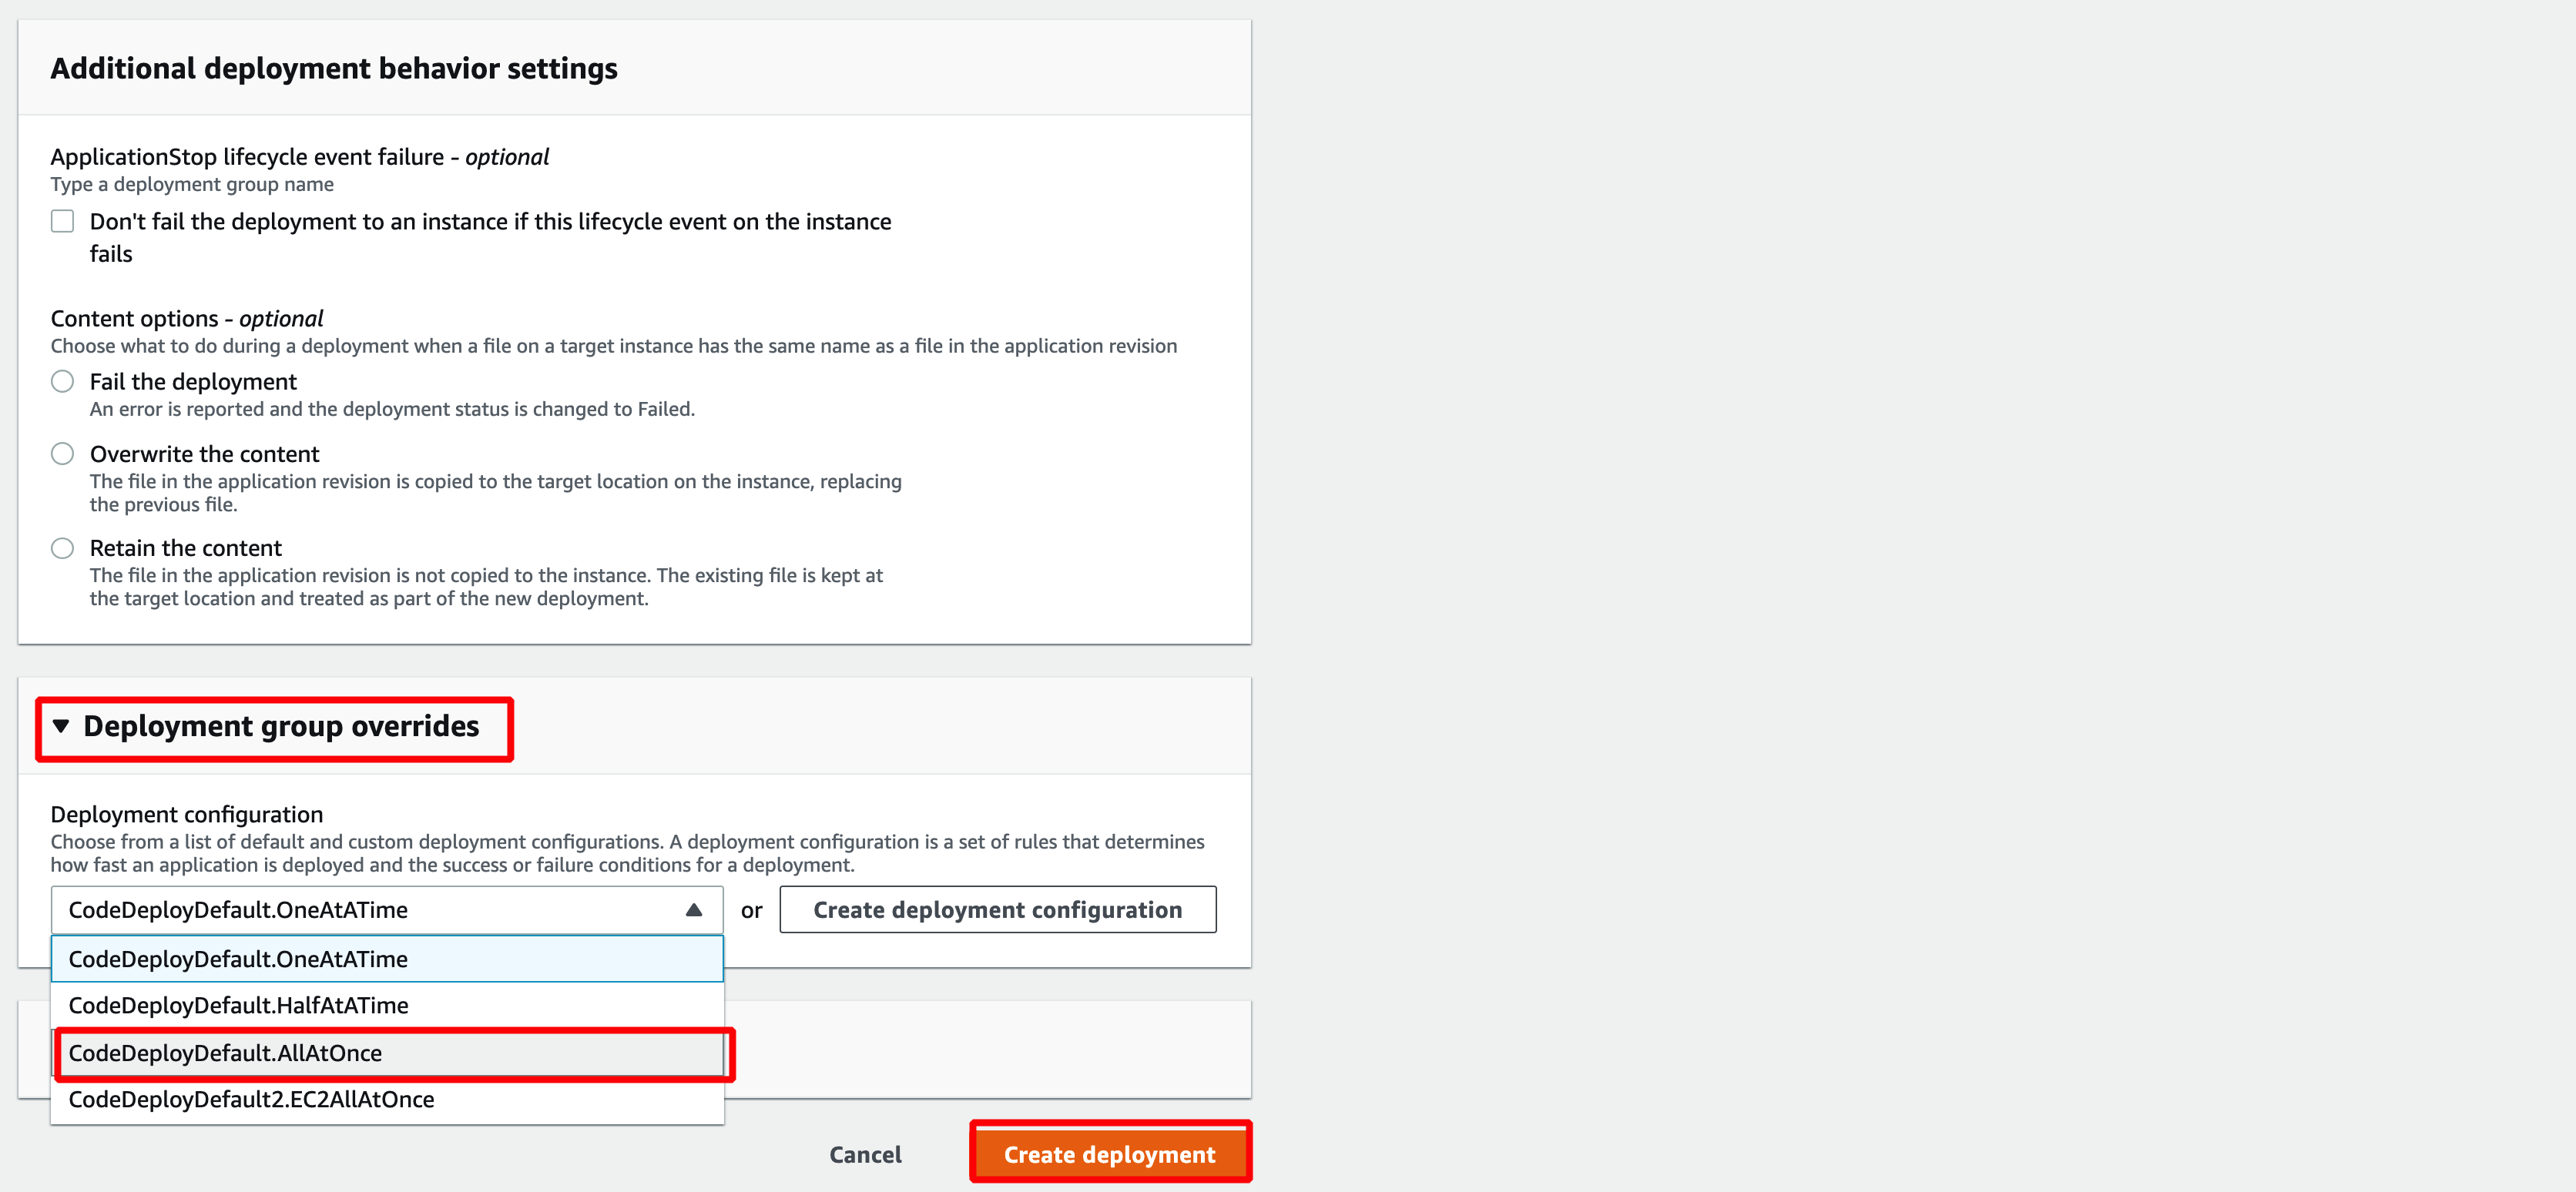 Additional deployment behavior settings
ApplicationStop lifecycle event failure - optional
Type a deployment group name
Don't fail the deployment to an instance if this lifecycle event on the instance
fails
Content options - optional
Choose what to do during a deployment when a file on a target instance has the same name as a file in the application revision
Fail the deployment
An error is reported and the deployment status is changed to Failed.
Overwrite the content
The file in the application revision is copied to the target location on the instance, replacing
the previous file.
Retain the content
The file in the application revision is not copied to the instance. The existing file is kept at
the target location and treated as part of the new deployment.
Deployment group overrides
Deployment configuration
Choose from a list of default and custom deployment configurations. A deployment configuration is a set of rules that determines
how fast an application is deployed and the success or failure conditions for a deployment.
CodeDeployDefault.OneAtATime or Create deployment configuration
CodeDeployDefault.OneAtATime
CodeDeployDefault.HalfAtATime
CodeDeployDefault.AllAtOnce
CodeDeployDefault2.EC2AllAtOnce
Cancel Create deployment